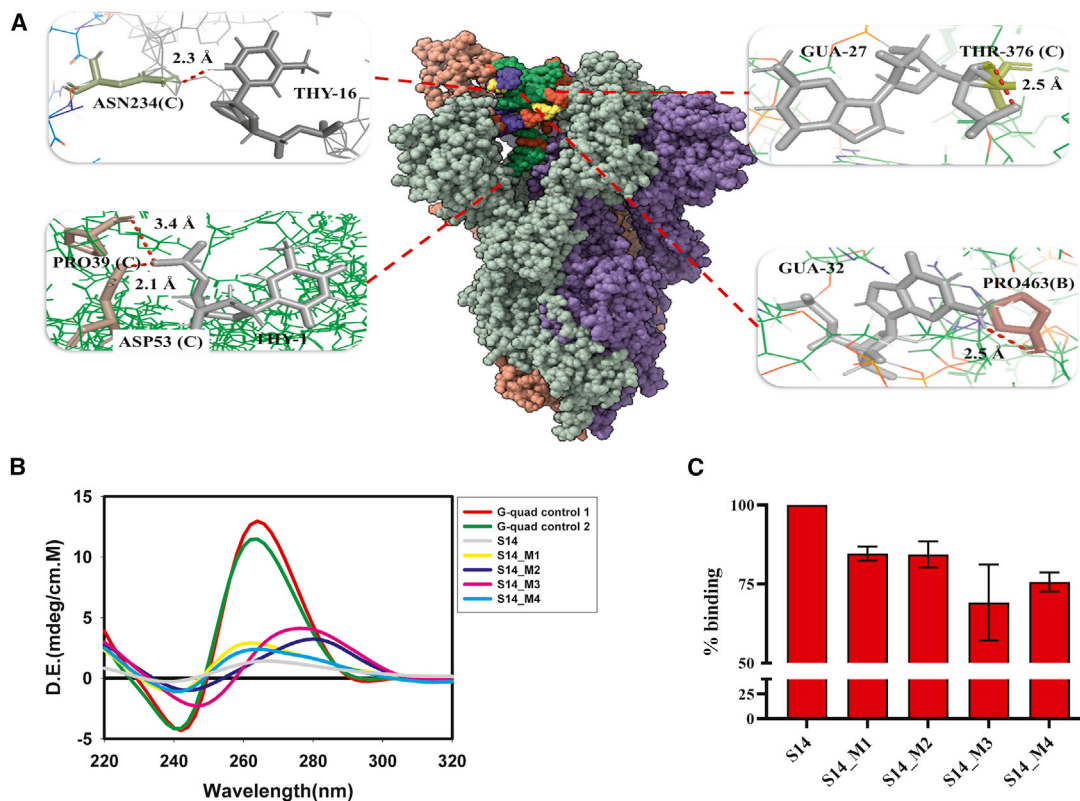 A
2.3 Å
ASN234(C)
THY-16
GUA-27
THR-376 (C)
2.5 Å
3.4 Å
PRO39 (C)
2.1 Å
ASP53 (C)
THY-1
GUA-32
PRO463(B)
2.5 Å
B
D.E.(mdeg/cm.M)
15
10
5
0
-5
220
240
260
280
300
320
Wavelength(nm)
G-quad control 1
G-quad control 2
S14
S14_M1
S14_M2
S14_M3
S14_M4
C
% binding
100
75
50
25
0
S14
S14_M1
S14_M2
S14_M3
S14_M4